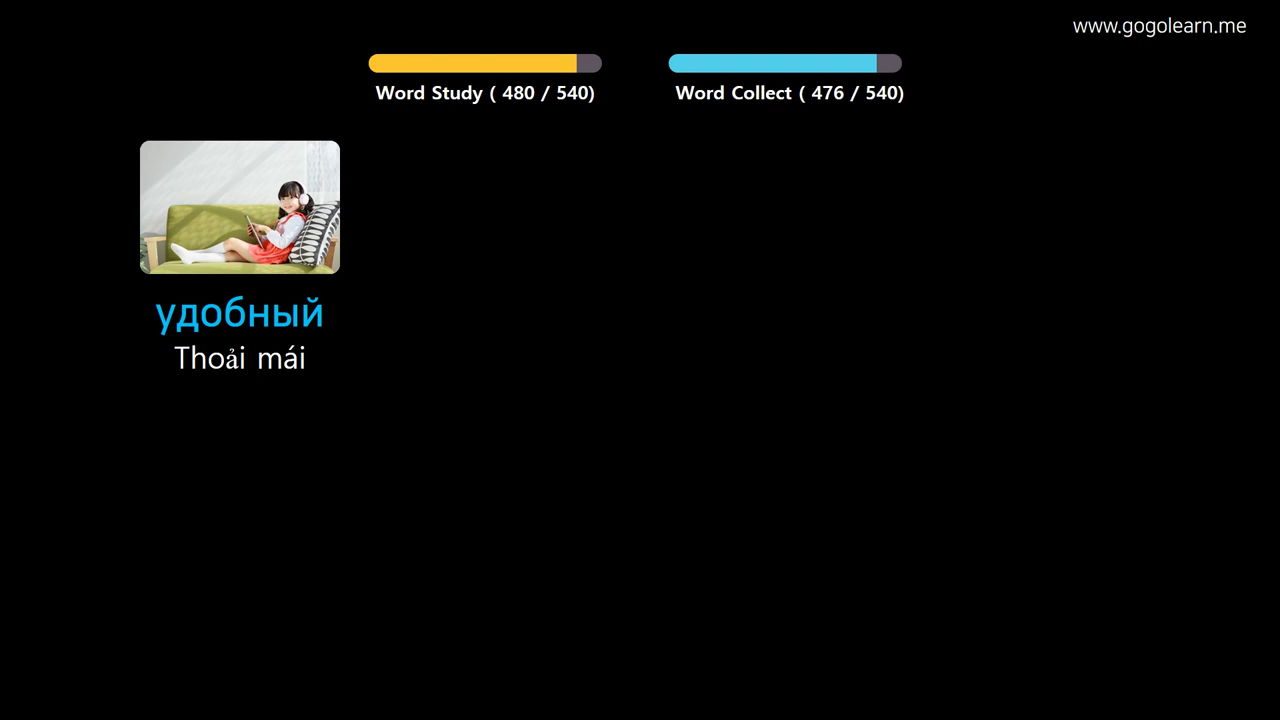 www.gogolearn.me
Word Study ( 480 / 540)
Word Collect ( 476 / 540)
удобный
Thoải mái